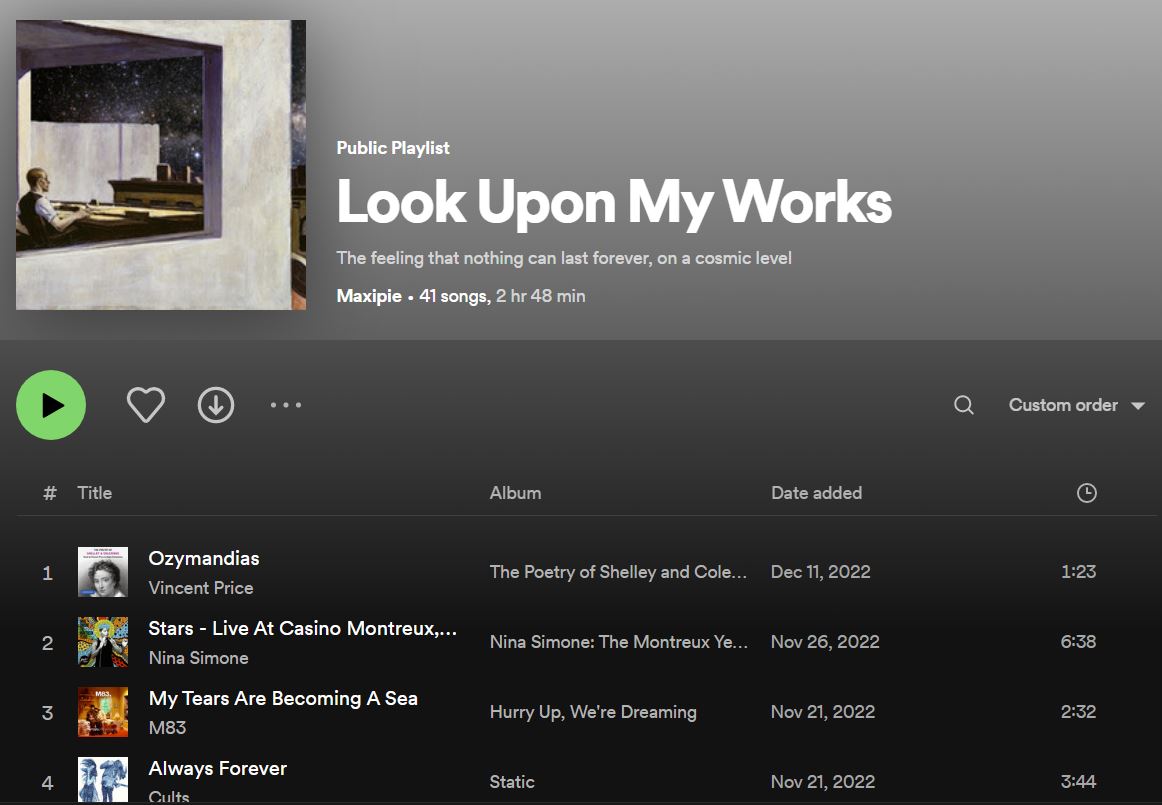 Public Playlist
Look Upon My Works
The feeling that nothing can last forever, on a cosmic level
Maxipie • 41 songs, 2 hr 48 min
Custom order
# Title Album Date added
1 Ozymandias The Poetry of Shelley and Cole... Dec 11, 2022 1:23
Vincent Price
2 Stars - Live At Casino Montreux,... Nina Simone: The Montreux Ye... Nov 26, 2022 6:38
Nina Simone
3 My Tears Are Becoming A Sea Hurry Up, We're Dreaming Nov 21, 2022 2:32
M83
4 Always Forever Static Nov 21, 2022 3:44
Cults